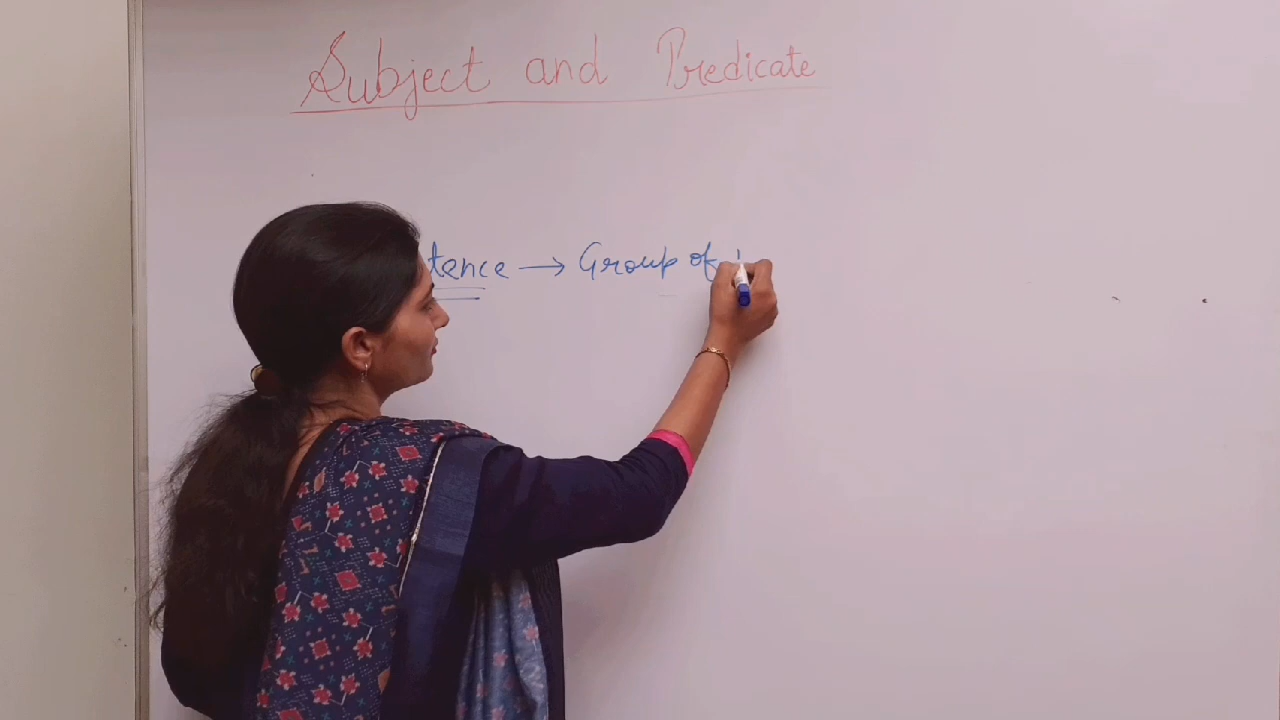 Subject and Predicate
tence → Group of